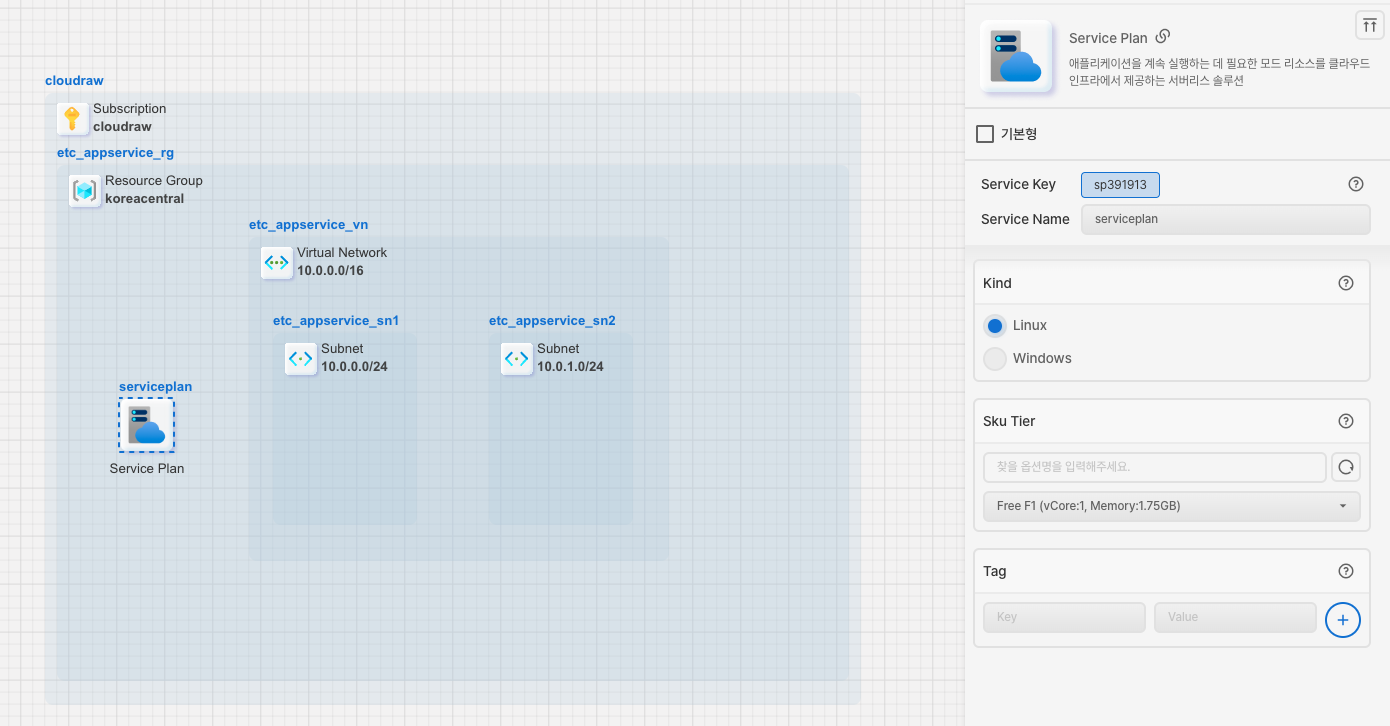 cloudraw
Subscription
cloudraw
etc_appservice_rg
Resource Group
koreacentral
etc_appservice_vn
Virtual Network
10.0.0.0/16
etc_appservice_sn1
Subnet
10.0.0.0/24
etc_appservice_sn2
Subnet
10.0.1.0/24
serviceplan
Service Plan
Service Plan
애플리케이션을 계속 실행하는 데 필요한 모드 리소스를 클라우드
인프라에서 제공하는 서버리스 솔루션
기본형
Service Key
sp391913
Service Name
serviceplan
Kind
Linux
Windows
Sku Tier
찾을 옵션명을 입력해주세요.
Free F1 (vCore:1, Memory:1.75GB)
Tag
Key
Value